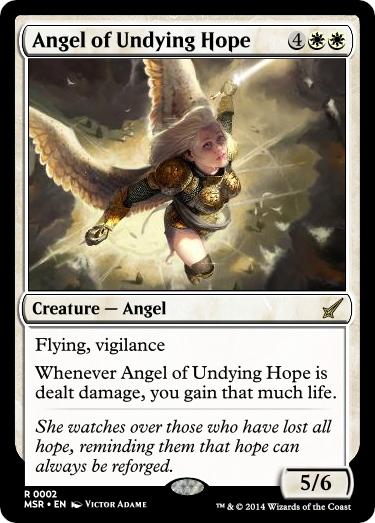 Angel of Undying Hope 4
Creature — Angel
Flying, vigilance
Whenever Angel of Undying Hope is
dealt damage, you gain that much life.
She watches over those who have lost all
hope, reminding them that hope can
always be reforged.
5/6
R 0002
MSR • EN Victor Adame
™ & © 2014 Wizards of the Coast